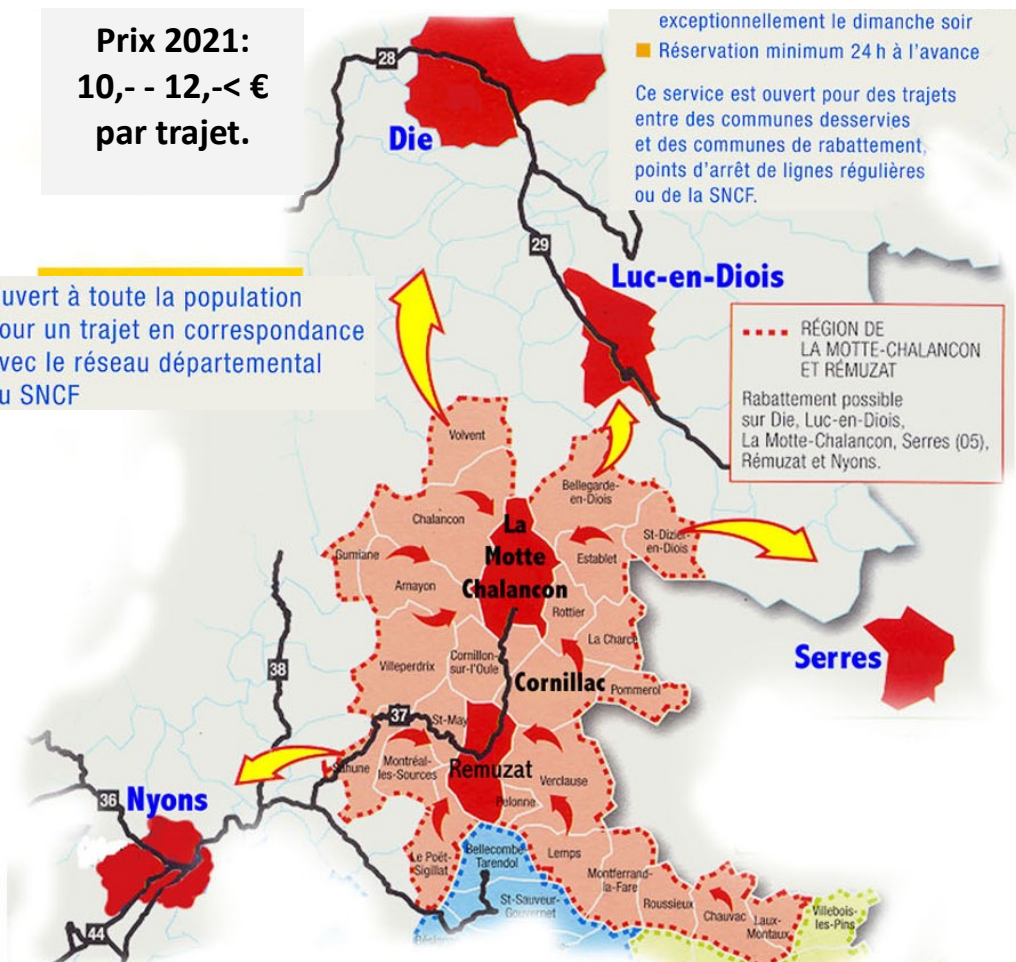 Prix 2021:
10,- - 12,-< €
par trajet.
exceptionnellement le dimanche soir
Réservation minimum 24 h à l'avance
Ce service est ouvert pour des trajets
entre des communes desservies
et des communes de rabattement,
points d'arrêt de lignes régulières
ou de la SNCF.
28
Die
29
Luc-en-Diois
uvert à toute la population
our un trajet en correspondance
vec le réseau départemental
u SNCF
RÉGION DE
LA MOTTE-CHALANCON
ET RÉMUZAT
Rabattement possible
sur Die, Luc-en-Diois,
La Motte-Chalancon, Serres (05),
Rémuzat et Nyons.
Volvent
Bellegarde-
en-Diois
Chalancon
La
Motte
Chalancon
St-Dizier-
en-Diois
Gumiane
Establet
Arnayon
Rottier
La Charce
Villeperdrix
Cornillon-
sur-l'Oule
Cornillac
Pommerol
Serres
38
37
St-May
Sahune
Montréal-
les-Sources
Remuzat
Verclause
Pelonne
36
Nyons
Le Poët-
Sigillat
Bellecombe-
Tarendol
Lemps
Montferrand-
la-Fare
St-Sauveur-
Gouvernet
Roussieux
Chauvac
Laux-
Montaux
Villebois-
les-Pins
44